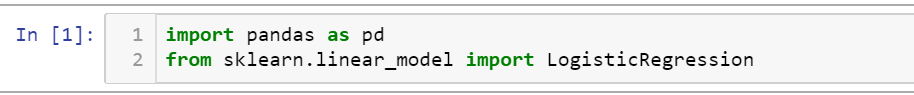 In [1]: 1 import pandas as pd
2 from sklearn.linear_model import LogisticRegression